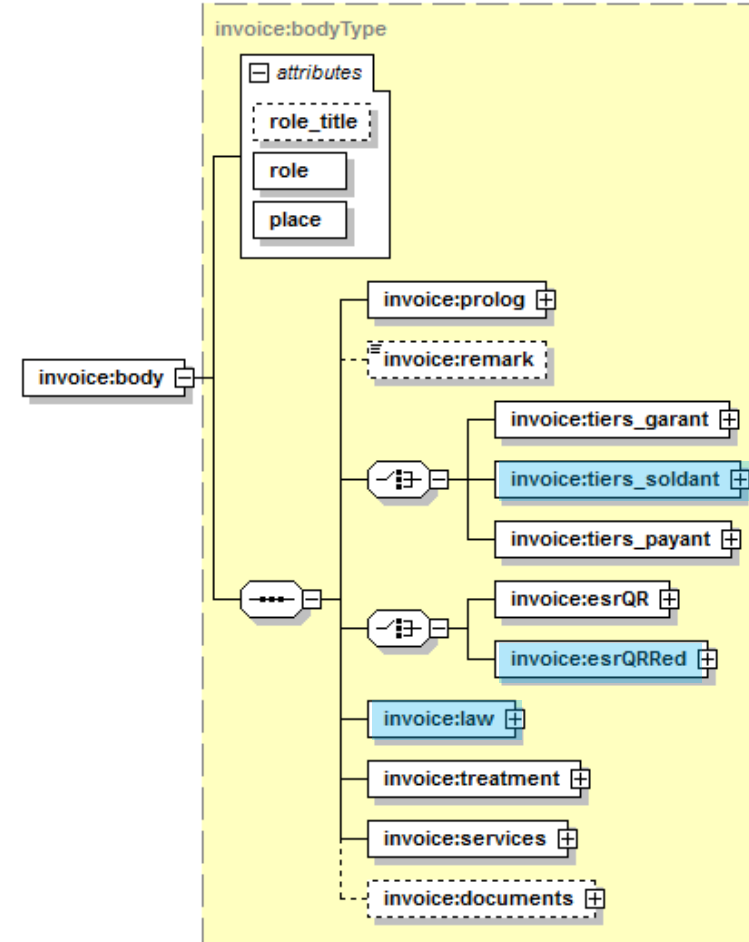 invoice:bodyType
attributes
role_title
role
place
invoice:prolog
invoice:remark
invoice:body
invoice:tiers_garant
invoice:tiers_soldant
invoice:tiers_payant
invoice:esrQR
invoice:esrQRRed
invoice:law
invoice:treatment
invoice:services
invoice:documents